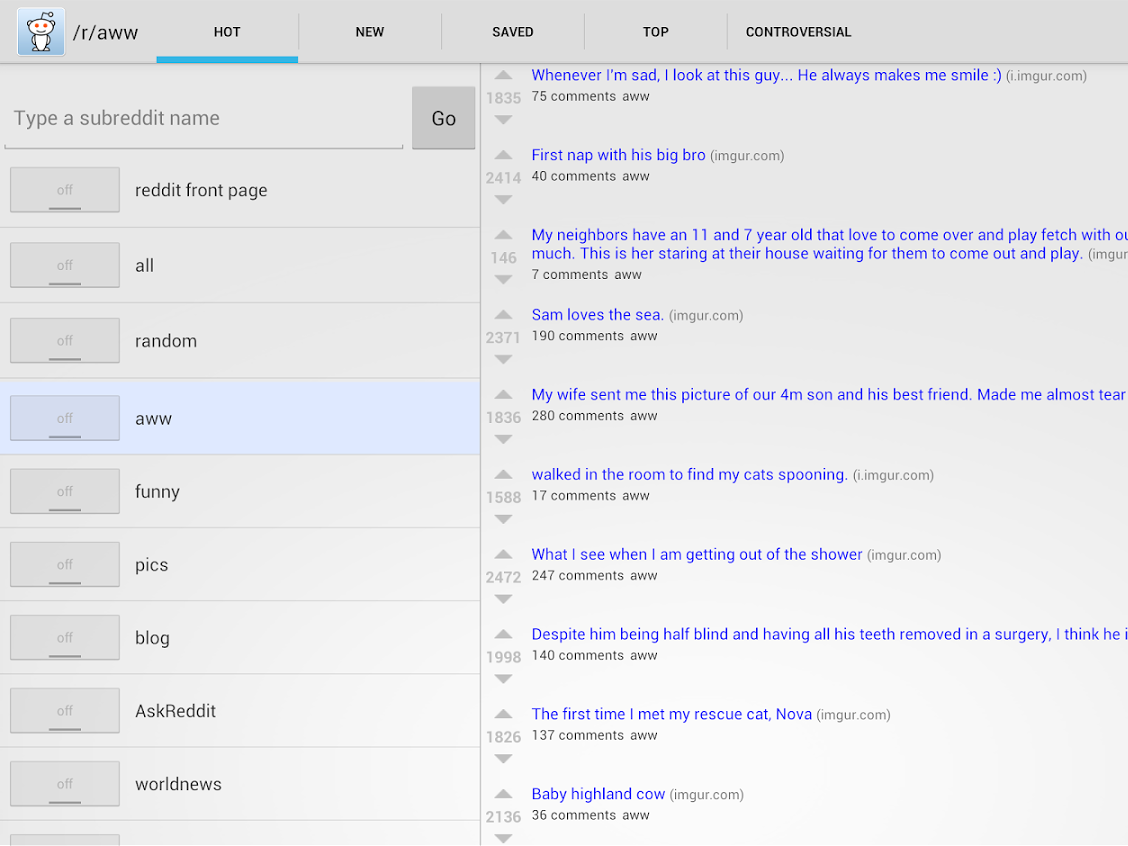 /r/aww
HOT
NEW
SAVED
TOP
CONTROVERSIAL
Type a subreddit name
Go
off
reddit front page
off
all
off
random
off
aww
off
funny
off
pics
off
blog
off
AskReddit
off
worldnews
Whenever I'm sad, I look at this guy... He always makes me smile :) (i.imgur.com)
1835
75 comments aww
First nap with his big bro (imgur.com)
2414
40 comments aww
My neighbors have an 11 and 7 year old that love to come over and play fetch with ou
much. This is her staring at their house waiting for them to come out and play. (imgur
146
7 comments aww
Sam loves the sea. (imgur.com)
2371
190 comments aww
My wife sent me this picture of our 4m son and his best friend. Made me almost tear
1836
280 comments aww
walked in the room to find my cats spooning. (i.imgur.com)
1588
17 comments aww
What I see when I am getting out of the shower (imgur.com)
2472
247 comments aww
Despite him being half blind and having all his teeth removed in a surgery, I think he i
1998
140 comments aww
The first time I met my rescue cat, Nova (imgur.com)
1826
137 comments aww
Baby highland cow (imgur.com)
2136
36 comments aww